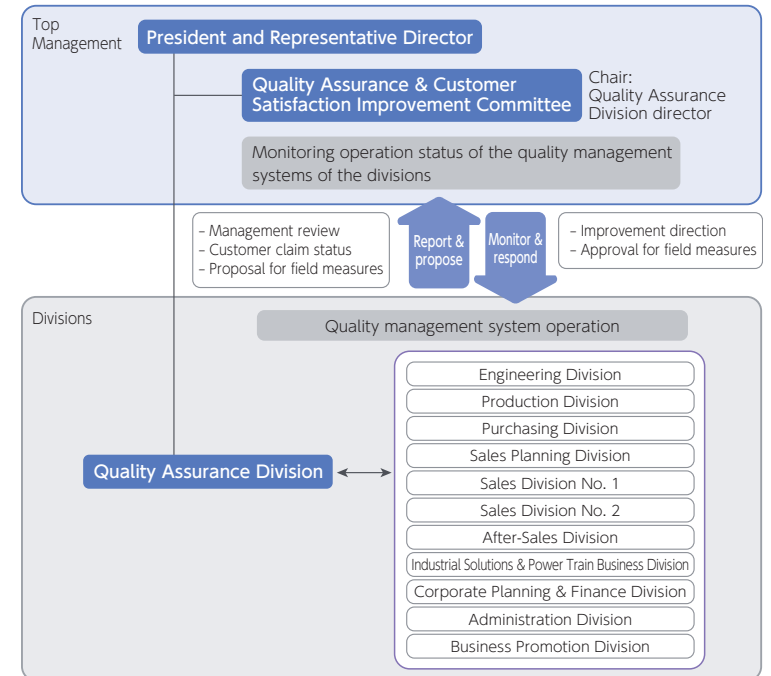 Top
Management
President and Representative Director
Quality Assurance & Customer
Satisfaction Improvement Committee
Chair:
Quality Assurance
Division director
Monitoring operation status of the quality management
systems of the divisions
– Management review
– Customer claim status
– Proposal for field measures
Report &
propose
Monitor &
respond
– Improvement direction
– Approval for field measures
Divisions
Quality management system operation
Quality Assurance Division
Engineering Division
Production Division
Purchasing Division
Sales Planning Division
Sales Division No. 1
Sales Division No. 2
After-Sales Division
Industrial Solutions & Power Train Business Division
Corporate Planning & Finance Division
Administration Division
Business Promotion Division